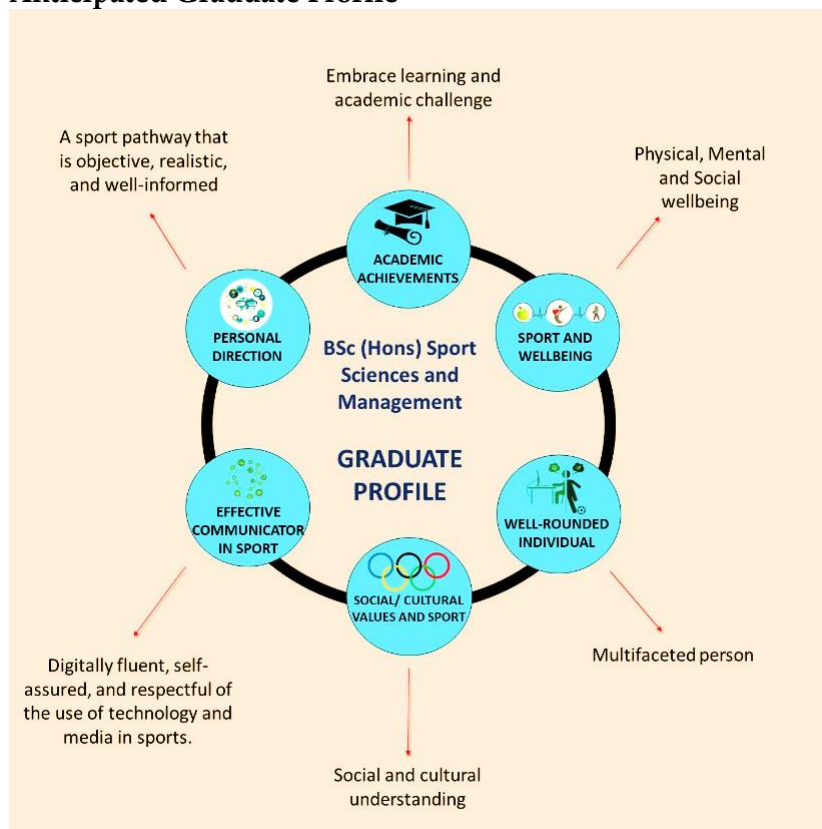 Anticipated Graduate Profile
Embrace learning and
academic challenge
A sport pathway that
is objective, realistic,
and well-informed
Physical, Mental
and Social
wellbeing
ACADEMIC
ACHIEVEMENTS
PERSONAL
DIRECTION
SPORT AND
WELLBEING
BSc (Hons) Sport
Sciences and
Management
GRADUATE
PROFILE
EFFECTIVE
COMMUNICATOR
IN SPORT
WELL-ROUNDED
INDIVIDUAL
SOCIAL/ CULTURAL
VALUES AND SPORT
Digitally fluent, self-
assured, and respectful of
the use of technology and
media in sports.
Multifaceted person
Social and cultural
understanding